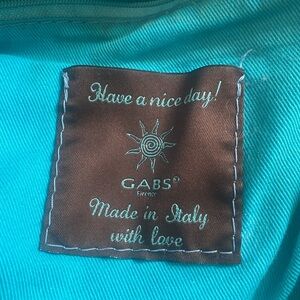 Have a nice day!
GABS®
Firenze
Made in Italy
with love